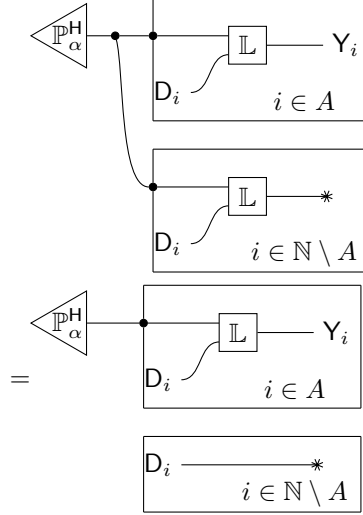 ℙ^H_α 𝕃 Y_i
D_i i ∈ A
𝕃 *
D_i i ∈ ℕ \ A
ℙ^H_α 𝕃 Y_i
= D_i i ∈ A
D_i *
i ∈ ℕ \ A